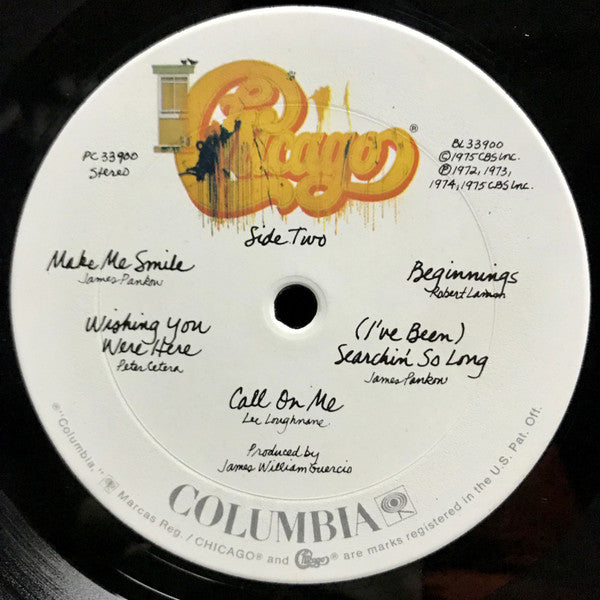 Chicago®
PC 33900
Stereo
BL 33900
©1975 CBS Inc.
℗1972, 1973,
1974, 1975 CBS Inc.
Side Two
Make Me Smile
James Pankow
Wishing You
Were Here
Peter Cetera
Call On Me
Lee Loughnane
Beginnings
Robert Lamm
(I've Been)
Searchin' So Long
James Pankow
Produced by
James William Guercio
COLUMBIA
®"Columbia," Marcas Reg. / CHICAGO® and Chicago® are marks registered in the U.S. Pat. Off.